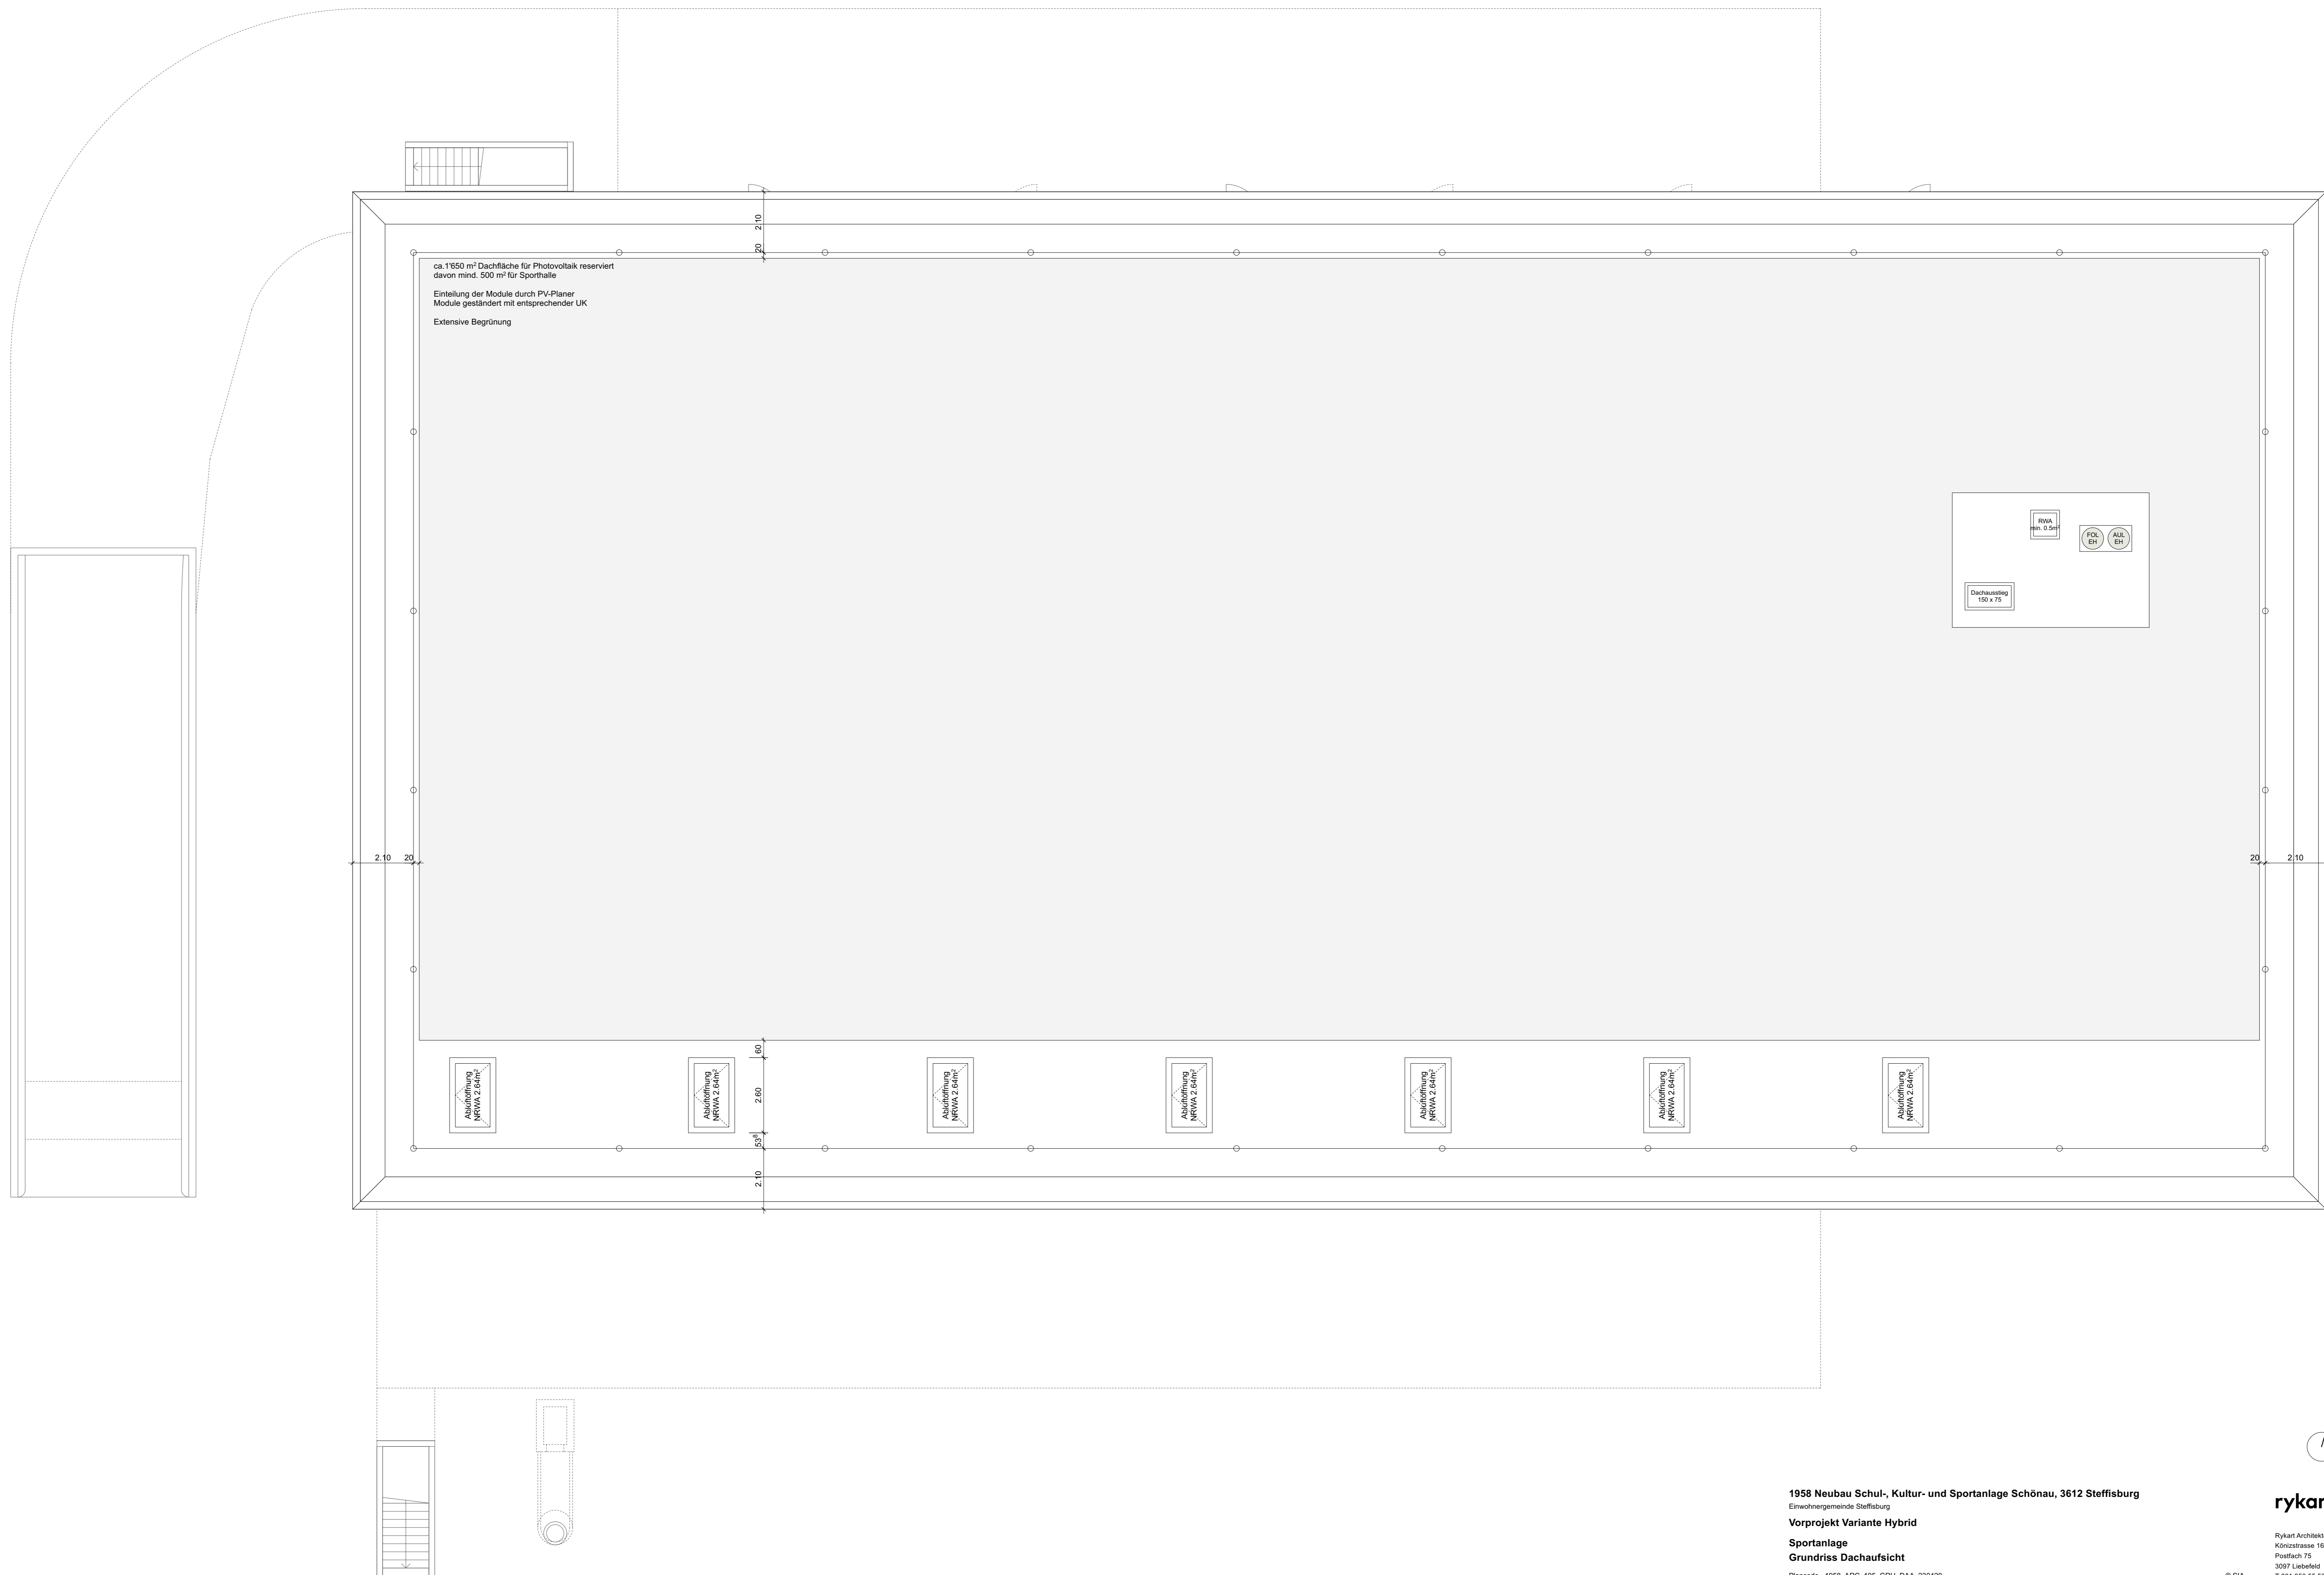 2.10
20
ca.1'650 m² Dachfläche für Photovoltaik reserviert
davon mind. 500 m² für Sporthalle
Einteilung der Module durch PV-Planer
Module geständert mit entsprechender UK
Extensive Begrünung
RWA
min. 0.5m²
FOL
EH
AUL
EH
Dachausstieg
150 x 75
2.10
20
20
2.10
60
2.60
53⁸
2.10
Abluftöffnung
NRWA 2.64m²
Abluftöffnung
NRWA 2.64m²
Abluftöffnung
NRWA 2.64m²
Abluftöffnung
NRWA 2.64m²
Abluftöffnung
NRWA 2.64m²
Abluftöffnung
NRWA 2.64m²
Abluftöffnung
NRWA 2.64m²
1958 Neubau Schul-, Kultur- und Sportanlage Schönau, 3612 Steffisburg
Einwohnergemeinde Steffisburg
Vorprojekt Variante Hybrid
Sportanlage
Grundriss Dachaufsicht
rykar
Rykart Architekt
Könizstrasse 16
Postfach 75
3097 Liebefeld